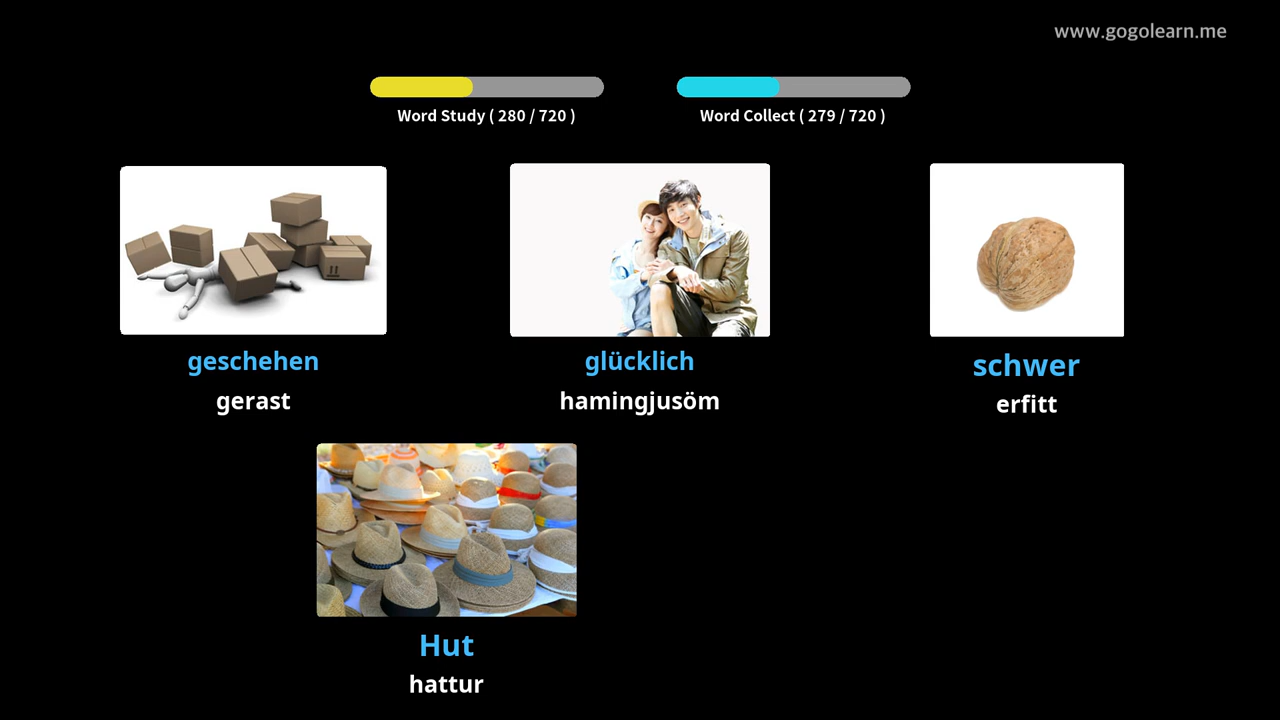 www.gogolearn.me
Word Study ( 280 / 720 )
Word Collect ( 279 / 720 )
geschehen
gerast
glücklich
hamingjusöm
schwer
erfitt
Hut
hattur